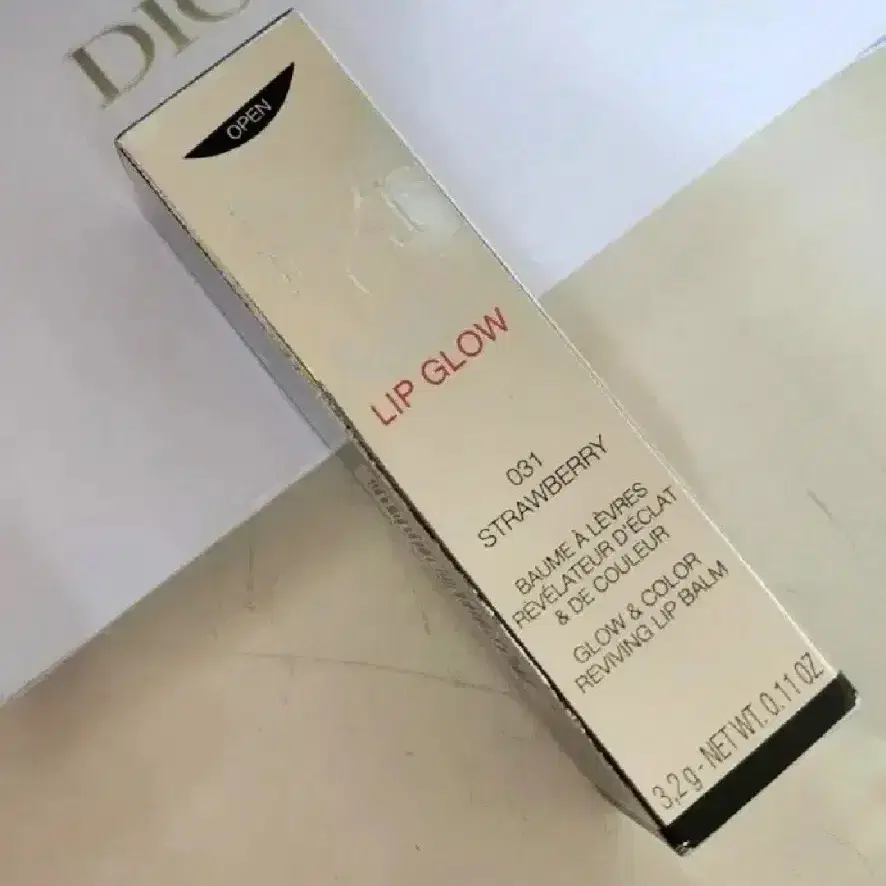 DIO
OPEN
LIP GLOW
031
STRAWBERRY
BAUME À LÈVRES
RÉVÉLATEUR D'ÉCLAT
& DE COULEUR
GLOW & COLOR
REVIVING LIP BALM
3,2 g - NET WT. 0.11 OZ